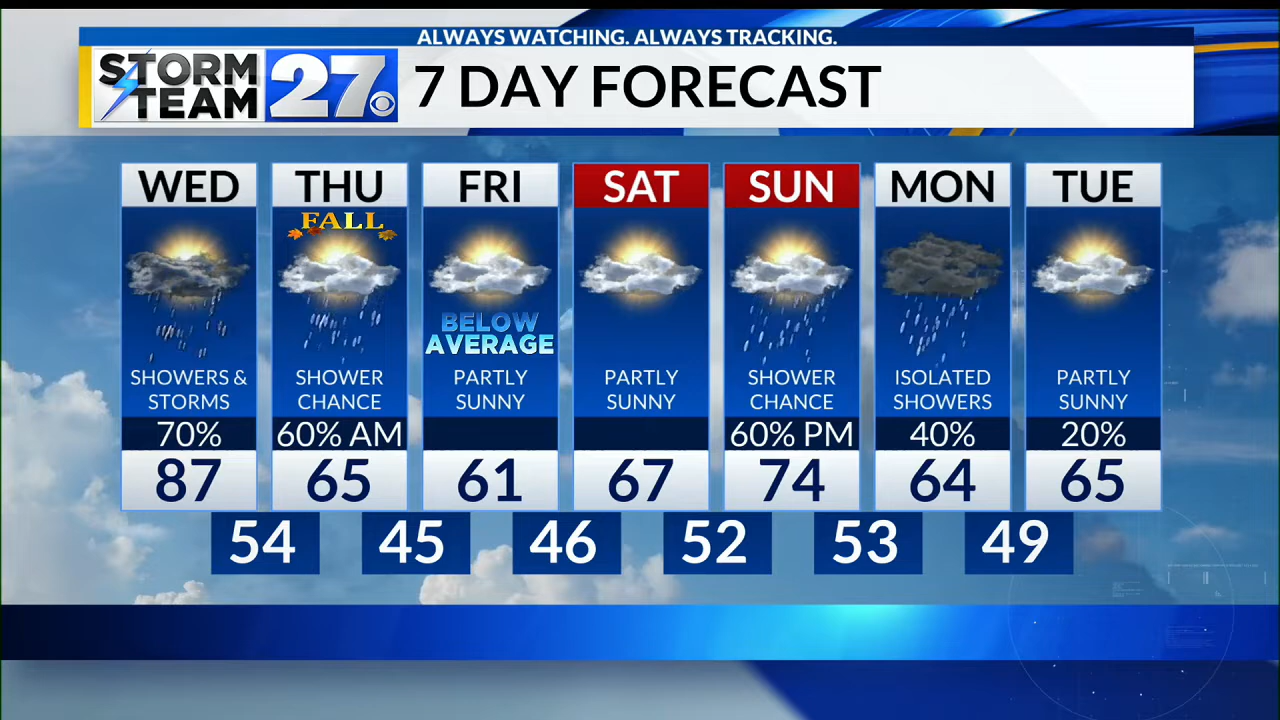 ALWAYS WATCHING. ALWAYS TRACKING.
STORM
TEAM
27
7 DAY FORECAST
WED THU FRI SAT SUN MON TUE
FALL
BELOW
AVERAGE
SHOWERS & SHOWER PARTLY PARTLY SHOWER ISOLATED PARTLY
STORMS CHANCE SUNNY SUNNY CHANCE SHOWERS SUNNY
70% 60% AM 60% PM 40% 20%
87 65 61 67 74 64 65
54 45 46 52 53 49